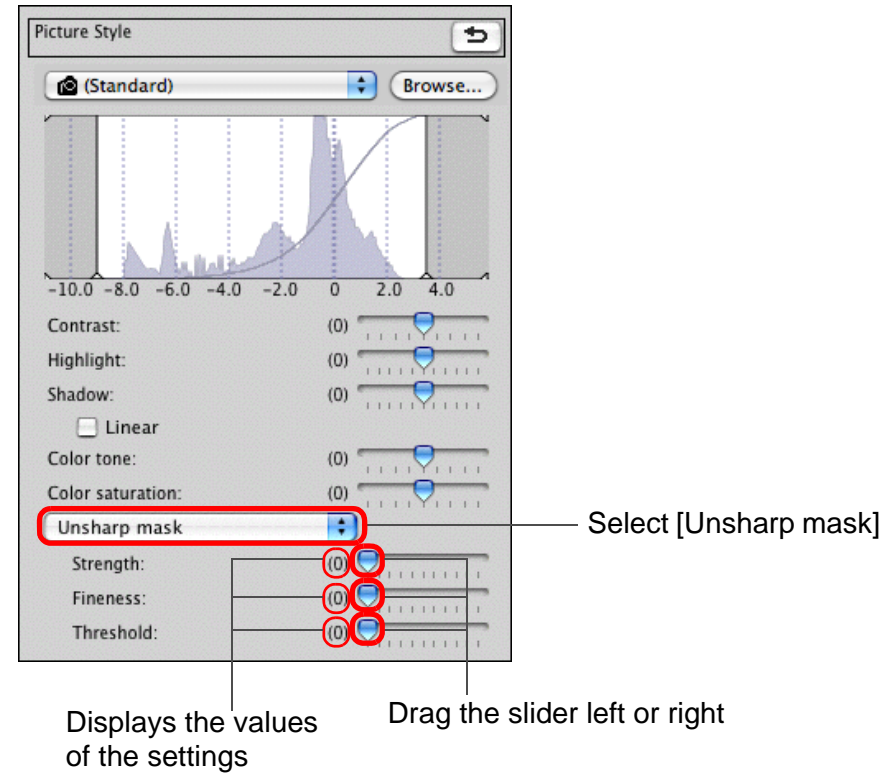 Picture Style
(Standard)
Browse...
-10.0 -8.0 -6.0 -4.0 -2.0 0 2.0 4.0
Contrast: (0)
Highlight: (0)
Shadow: (0)
Linear
Color tone: (0)
Color saturation: (0)
Unsharp mask
Select [Unsharp mask]
Strength: (0)
Fineness: (0)
Threshold: (0)
Displays the values
of the settings
Drag the slider left or right